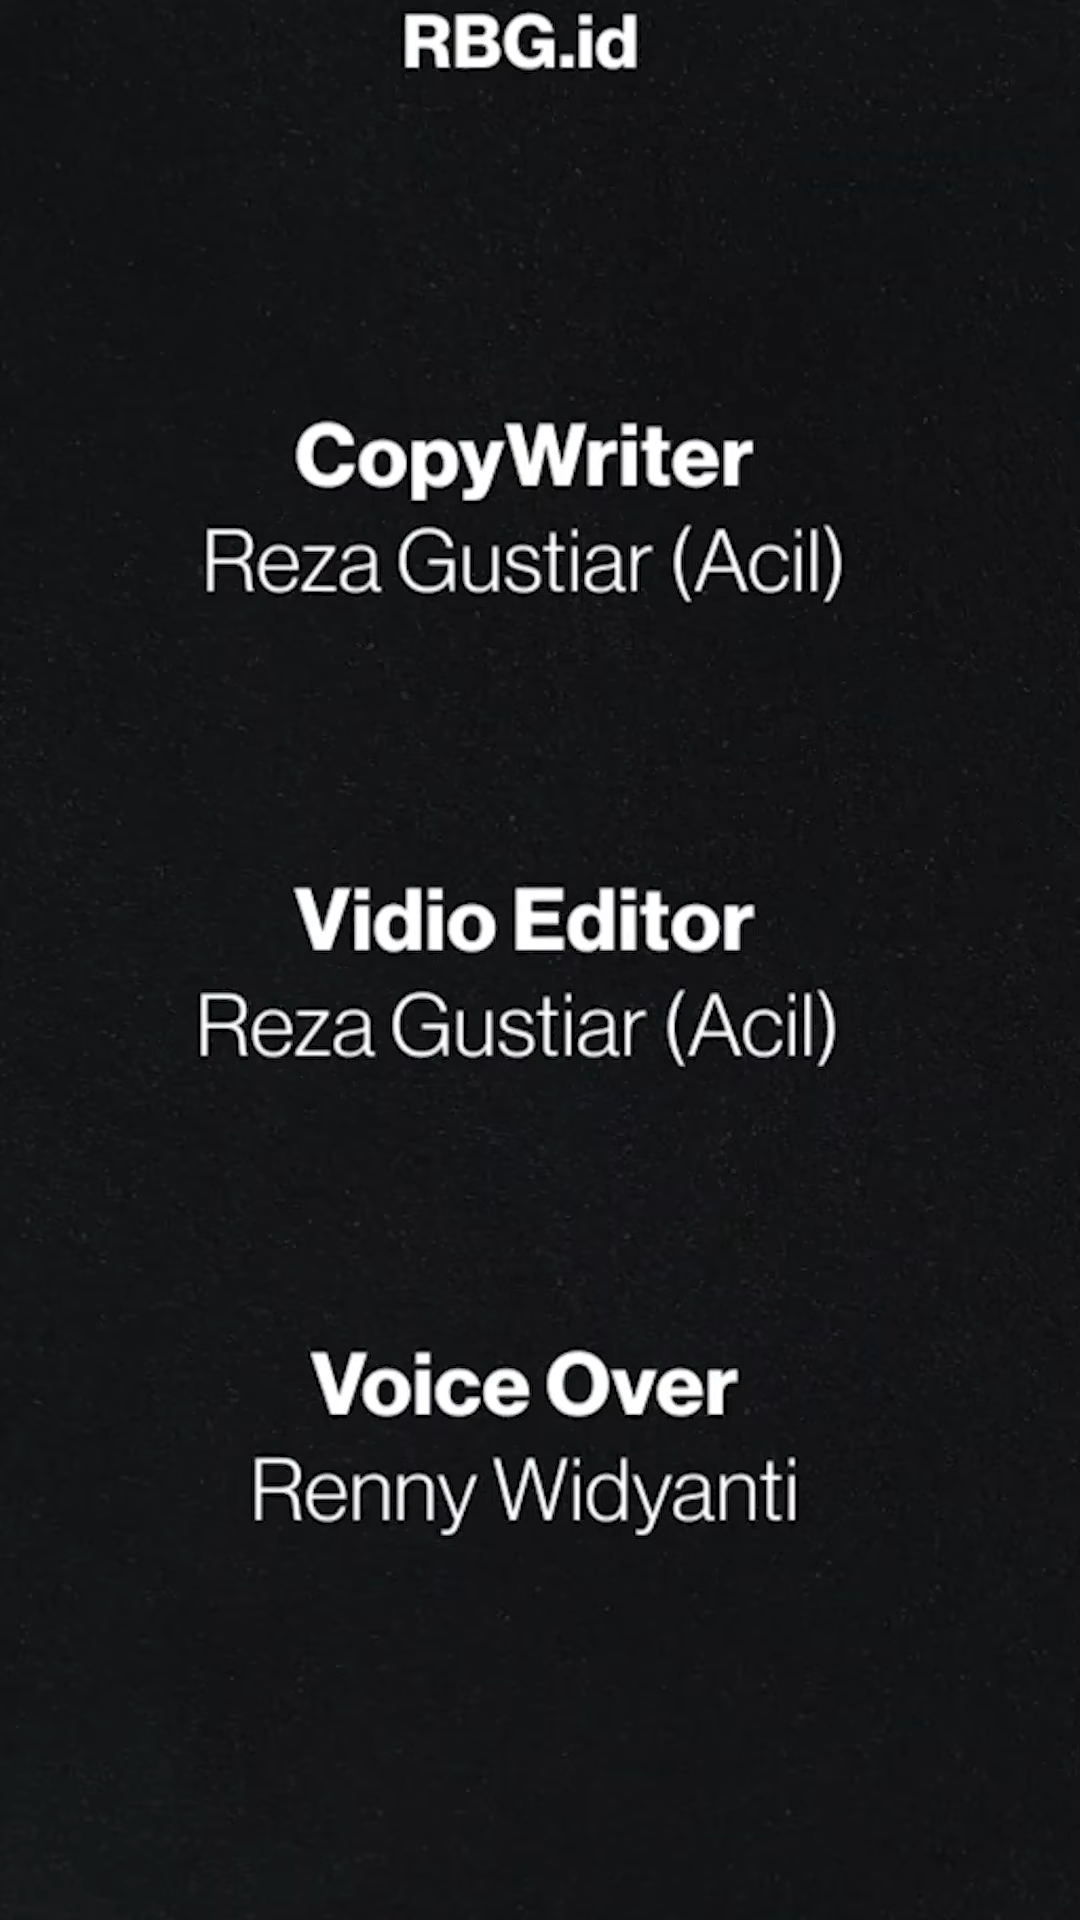 RBG.id
CopyWriter
Reza Gustiar (Acil)
Vidio Editor
Reza Gustiar (Acil)
Voice Over
Renny Widyanti